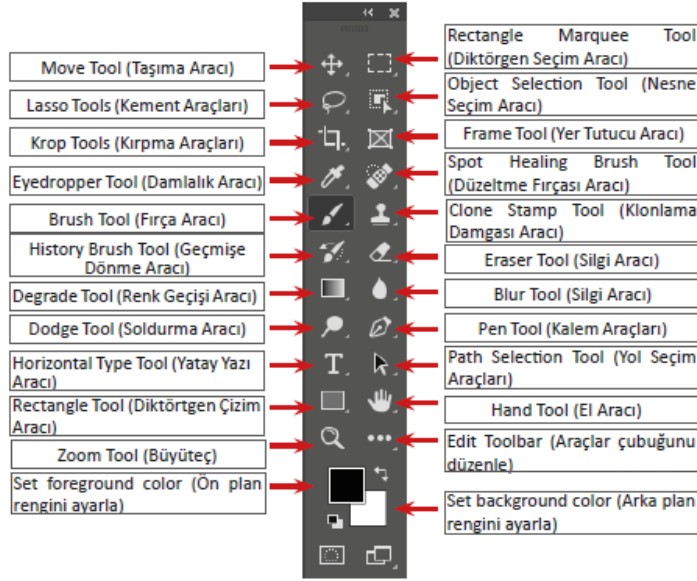 Move Tool (Taşıma Aracı)
Lasso Tools (Kement Araçları)
Krop Tools (Kırpma Araçları)
Eyedropper Tool (Damlalık Aracı)
Brush Tool (Fırça Aracı)
History Brush Tool (Geçmişe
Dönme Aracı)
Degrade Tool (Renk Geçişi Aracı)
Dodge Tool (Soldurma Aracı)
Horizontal Type Tool (Yatay Yazı
Aracı)
Rectangle Tool (Diktörtgen Çizim
Aracı)
Zoom Tool (Büyüteç)
Set foreground color (Ön plan
rengini ayarla)
Rectangle Marquee Tool
(Diktörgen Seçim Aracı)
Object Selection Tool (Nesne
Seçim Aracı)
Frame Tool (Yer Tutucu Aracı)
Spot Healing Brush Tool
(Düzeltme Fırçası Aracı)
Clone Stamp Tool (Klonlama
Damgası Aracı)
Eraser Tool (Silgi Aracı)
Blur Tool (Silgi Aracı)
Pen Tool (Kalem Araçları)
Path Selection Tool (Yol Seçim
Araçları)
Hand Tool (El Aracı)
Edit Toolbar (Araçlar çubuğunu
düzenle)
Set background color (Arka plan
rengini ayarla)